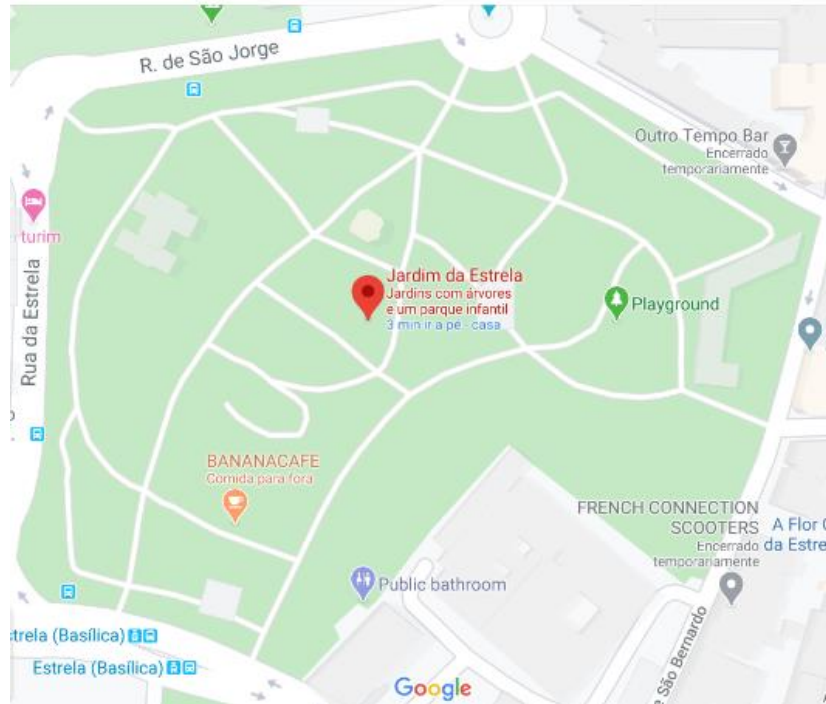 R. de São Jorge
Outro Tempo Bar
Encerrado
temporariamente
turim
Rua da Estrela
Jardim da Estrela
Jardins com árvores
e um parque infantil
3 min ir a pé - casa
Playground
BANANACAFE
Comida para fora
FRENCH CONNECTION
SCOOTERS
Encerrado
temporariamente
A Flor
da Estre
Public bathroom
strela (Basílica)
Estrela (Basílica)
e São Bernardo
Google